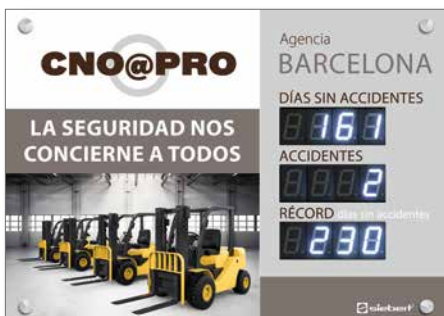 CNO@PRO
LA SEGURIDAD NOS
CONCIERNE A TODOS
Agencia
BARCELONA
DÍAS SIN ACCIDENTES
161
ACCIDENTES
2
RÉCORD días sin accidentes
230
siebert